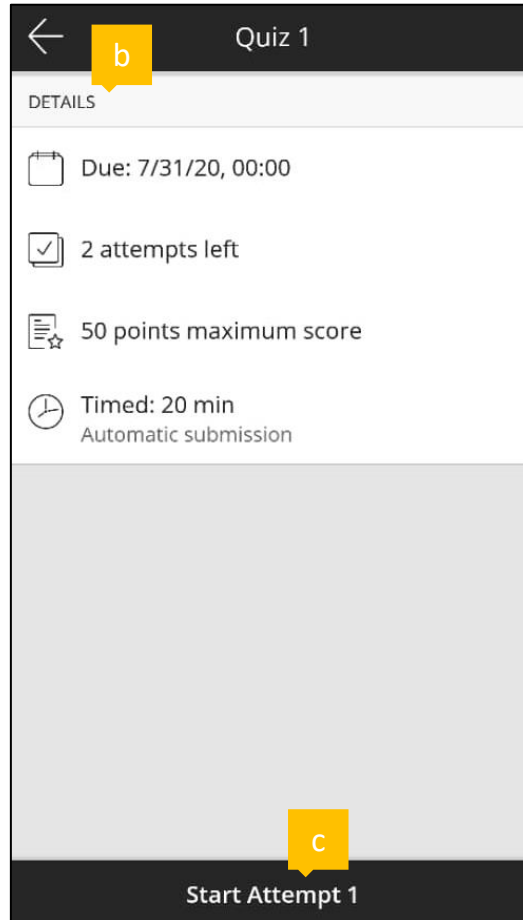 Quiz 1
b
DETAILS
Due: 7/31/20, 00:00
2 attempts left
50 points maximum score
Timed: 20 min
Automatic submission
c
Start Attempt 1